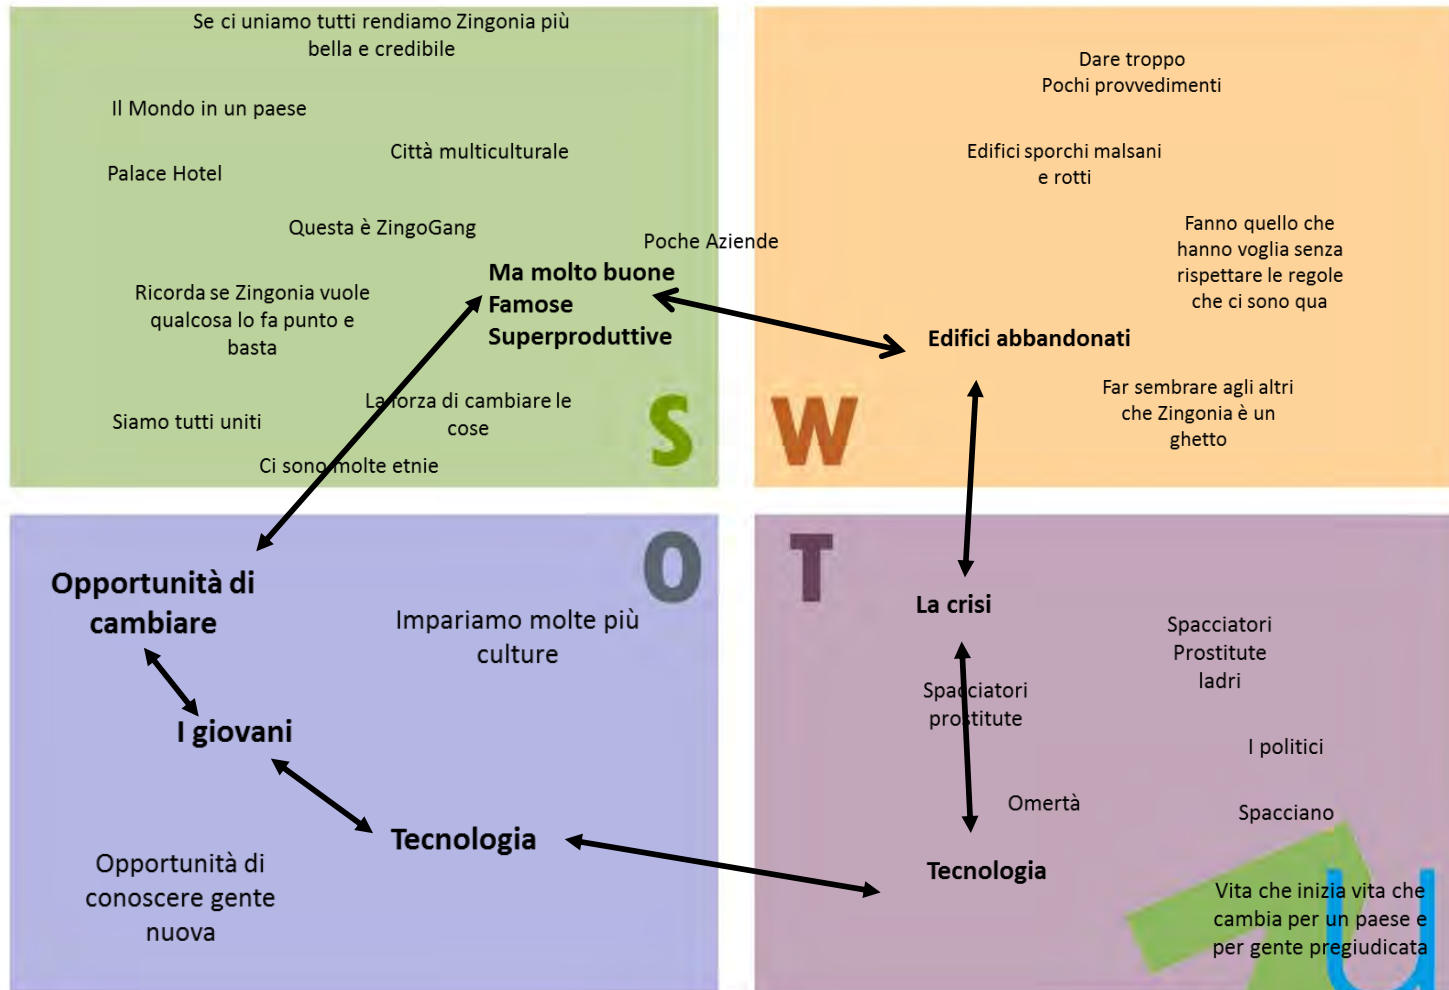 Se ci uniamo tutti rendiamo Zingonia più
bella e credibile
Il Mondo in un paese
Città multiculturale
Palace Hotel
Questa è ZingoGang
Poche Aziende
Ma molto buone
Famose
Superproduttive
Ricorda se Zingonia vuole
qualcosa lo fa punto e
basta
La forza di cambiare le
cose
Siamo tutti uniti
Ci sono molte etnie
S
Dare troppo
Pochi provvedimenti
Edifici sporchi malsani
e rotti
Fanno quello che
hanno voglia senza
rispettare le regole
che ci sono qua
Edifici abbandonati
Far sembrare agli altri
che Zingonia è un
ghetto
W
O
Opportunità di
cambiare
Impariamo molte più
culture
I giovani
Tecnologia
Opportunità di
conoscere gente
nuova
T
La crisi
Spacciatori
Prostitute
ladri
Spacciatori
prostitute
I politici
Omertà
Spacciano
Tecnologia
Vita che inizia vita che
cambia per un paese e
per gente pregiudicata
u